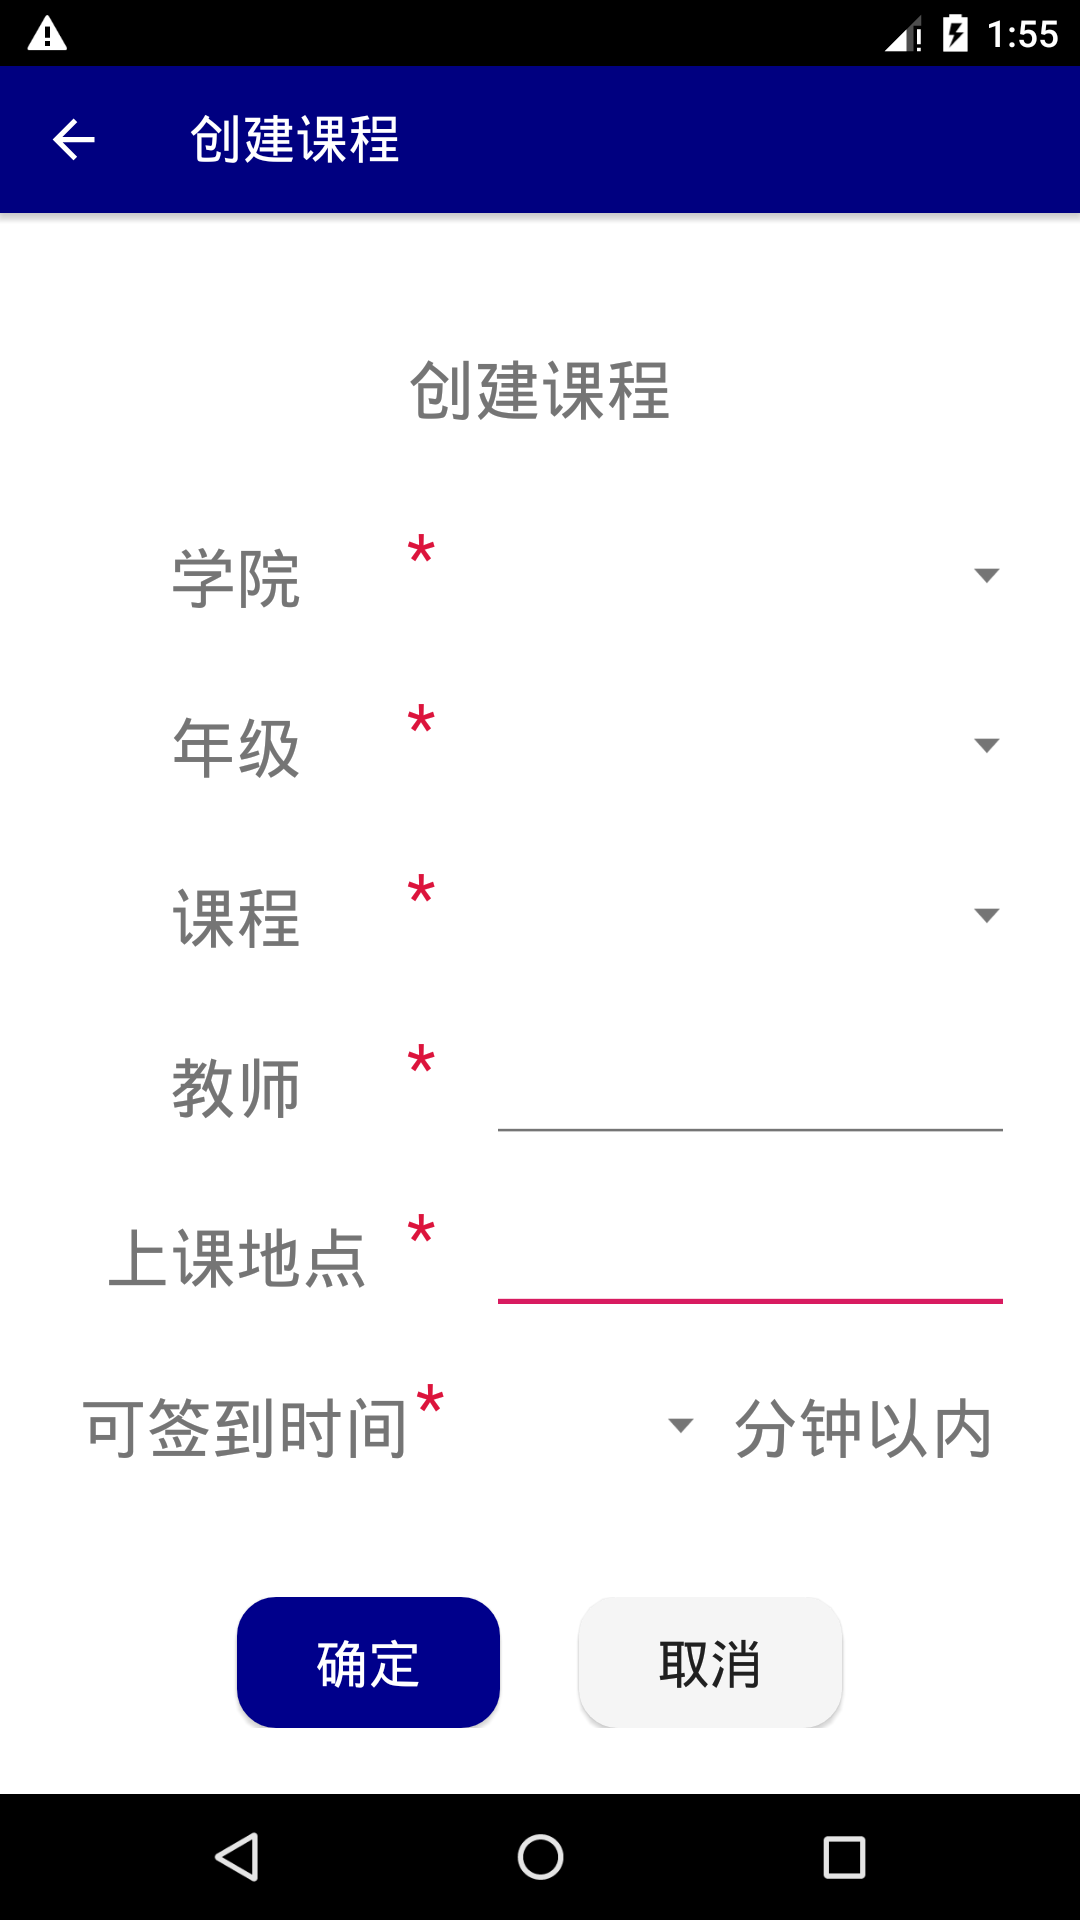 1:55
创建课程
创建课程
学院 *
年级 *
课程 *
教师 *
上课地点 *
可签到时间* 分钟以内
确定 取消